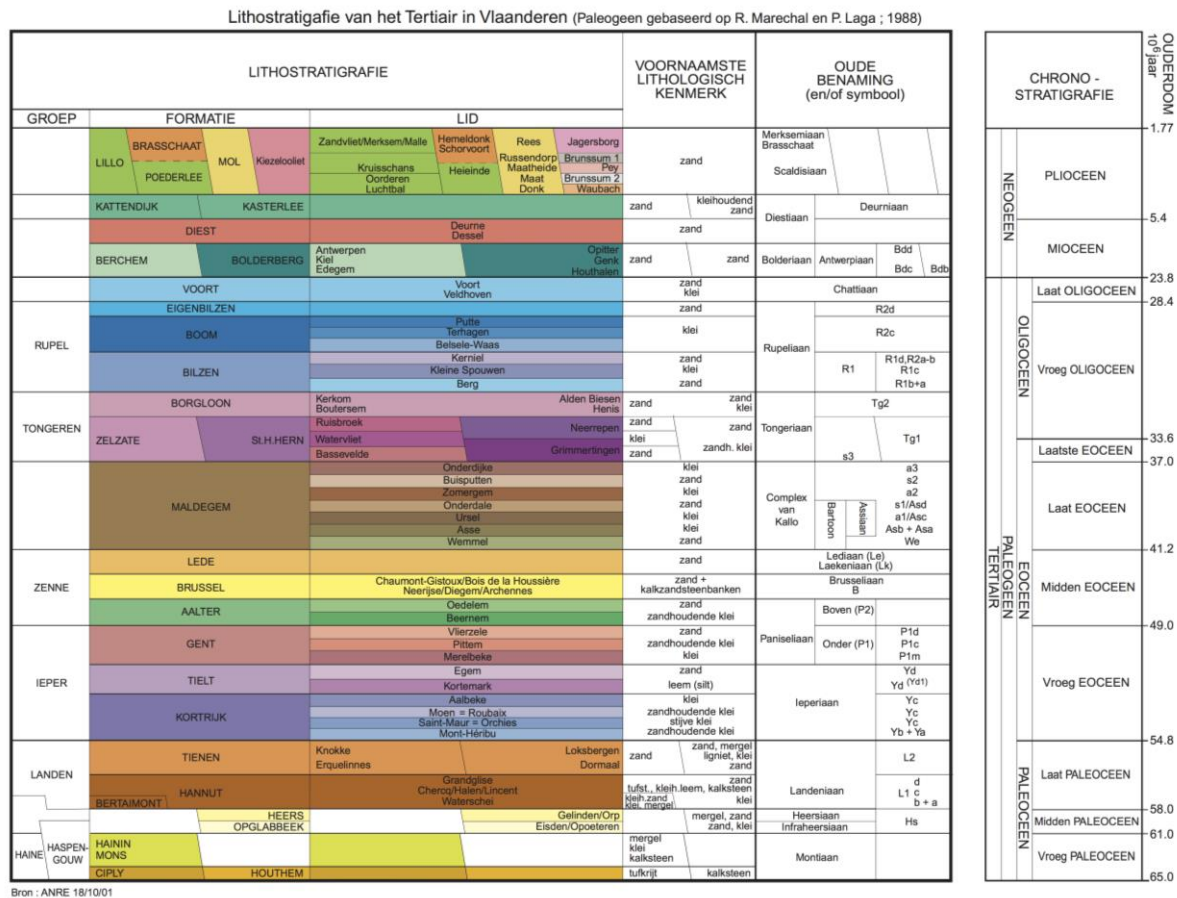 Lithostratigafie van het Tertiair in Vlaanderen (Paleogeen gebaseerd op R. Marechal en P. Laga ; 1988)
LITHOSTRATIGRAFIE
VOORNAAMSTE
LITHOLOGISCH
KENMERK
OUDE
BENAMING
(en/of symbool)
CHRONO -
STRATIGRAFIE
OUDERDOM
10⁶ jaar
GROEP
FORMATIE
LID
LILLO
BRASSCHAAT
POEDERLEE
MOL
Kiezelooliet
Zandvliet/Merksem/Malle
Kruisschans
Oorderen
Luchtbal
Hemeldonk
Schorvoort
Heieinde
Rees
Russendorp
Maatheide
Maat
Donk
Jagersborg
Brunssum 1
Pey
Brunssum 2
Waubach
zand
Merksemiaan
Brasschaat
Scaldisiaan
KATTENDIJK
KASTERLEE
zand
kleihoudend
zand
Diestiaan
Deurniaan
DIEST
Deurne
Dessel
zand
BERCHEM
BOLDERBERG
Antwerpen
Kiel
Edegem
Opitter
Genk
Houthalen
zand
zand
Bolderiaan
Antwerpiaan
Bdd
Bdc
Bdb
VOORT
Voort
Veldhoven
zand
klei
Chattiaan
RUPEL
EIGENBILZEN
zand
Rupeliaan
R2d
BOOM
Putte
Terhagen
Belsele-Waas
klei
R2c
BILZEN
Kerniel
Kleine Spouwen
Berg
zand
klei
zand
R1
R1d,R2a-b
R1c
R1b+a
TONGEREN
BORGLOON
Kerkom
Boutersem
Alden Biesen
Henis
zand
zand
klei
Tongeriaan
Tg2
ZELZATE
St.H.HERN
Ruisbroek
Watervliet
Bassevelde
Neerrepen
Grimmertingen
zand
klei
zand
zand
zandh. klei
Tg1
s3
MALDEGEM
Onderdijke
Buisputten
Zomergem
Onderdale
Ursel
Asse
Wemmel
klei
zand
klei
zand
klei
klei
zand
Complex
van
Kallo
Bartoon
Assiaan
a3
s2
a2
s1/Asd
a1/Asc
Asb + Asa
We
ZENNE
LEDE
zand
Lediaan (Le)
Laekeniaan (Lk)
BRUSSEL
Chaumont-Gistoux/Bois de la Houssière
Neerijse/Diegem/Archennes
zand +
kalkzandsteenbanken
Brusseliaan
B
AALTER
Oedelem
Beernem
zand
zandhoudende klei
Paniseliaan
Boven (P2)
IEPER
GENT
Vlierzele
Pittem
Merelbeke
zand
zandhoudende klei
klei
Onder (P1)
P1d
P1c
P1m
TIELT
Egem
Kortemark
zand
leem (silt)
Ieperiaan
Yd
Yd (Yd1)
KORTRIJK
Aalbeke
Moen = Roubaix
Saint-Maur = Orchies
Mont-Héribu
klei
zandhoudende klei
stijve klei
zandhoudende klei
Yc
Yc
Yc
Yb + Ya
LANDEN
TIENEN
Knokke
Erquelinnes
Loksbergen
Dormaal
zand
zand, mergel
ligniet, klei
zand
Landeniaan
L2
HANNUT
BERTAIMONT
Grandglise
Chercq/Halen/Lincent
Waterschei
zand
tufst., kleih.leem, kalksteen
kleih.zand
klei, mergel
klei
L1
d
c
b + a
HEERS
OPGLABBEEK
Gelinden/Orp
Eisden/Opoeteren
mergel, zand
zand, klei
Heersiaan
Infraheersiaan
Hs
HAINE
HASPEN-
GOUW
HAININ
MONS
mergel
klei
kalksteen
Montiaan
CIPLY
HOUTHEM
tufkrijt
kalksteen
TERTIAIR
NEOGEEN
PALEOGEEN
OLIGOCEEN
EOCEEN
PALEOCEEN
PLIOCEEN
MIOCEEN
Laat OLIGOCEEN
Vroeg OLIGOCEEN
Laatste EOCEEN
Laat EOCEEN
Midden EOCEEN
Vroeg EOCEEN
Laat PALEOCEEN
Midden PALEOCEEN
Vroeg PALEOCEEN
1.77
5.4
23.8
28.4
33.6
37.0
41.2
49.0
54.8
58.0
61.0
65.0
Bron : ANRE 18/10/01